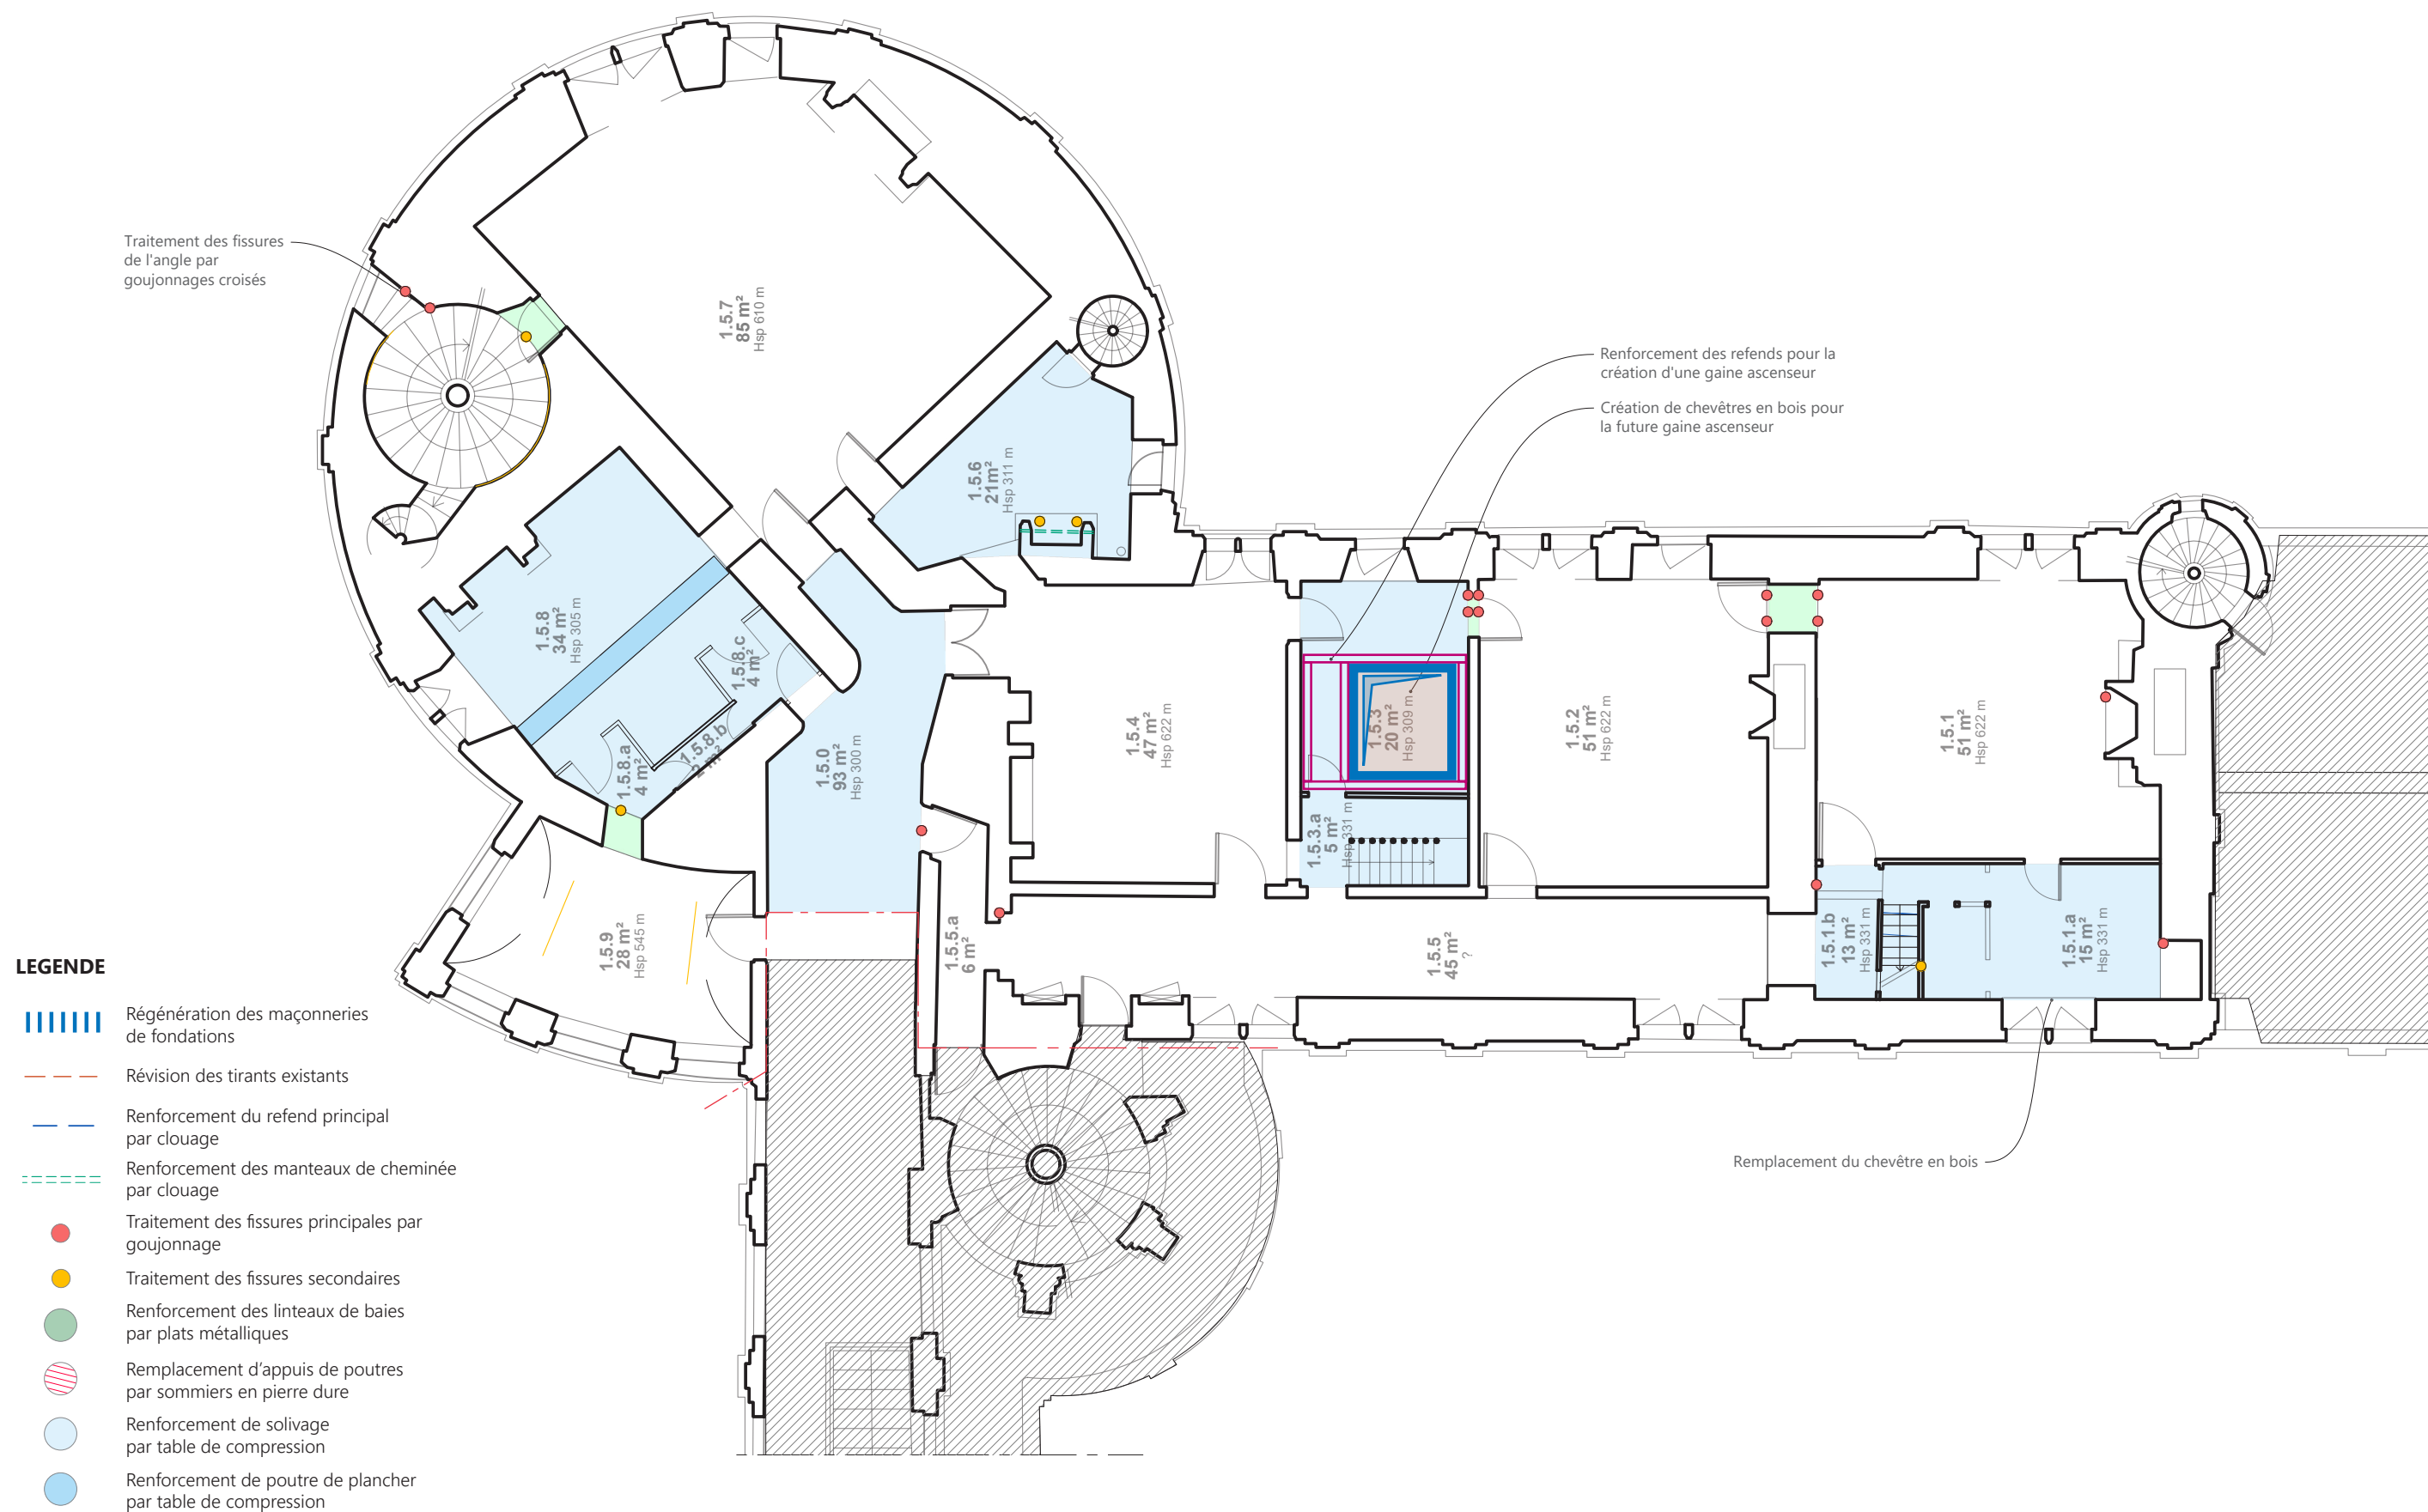 Traitement des fissures
de l'angle par
goujonnages croisés
Renforcement des refends pour la
création d'une gaine ascenseur
Création de chevêtres en bois pour
la future gaine ascenseur
1.5.7
85 m²
Hsp 610 m
1.5.6
21m²
Hsp 311 m
1.5.8
34 m²
Hsp 305 m
1.5.8.c
4 m²
1.5.8.b
2 m²
1.5.8.a
4 m²
1.5.0
93 m²
Hsp 300 m
1.5.4
47 m²
Hsp 622 m
1.5.3
20 m²
Hsp 309 m
1.5.3.a
5 m²
Hsp 331 m
1.5.2
51 m²
Hsp 622 m
1.5.1
51 m²
Hsp 622 m
1.5.9
28 m²
Hsp 545 m
1.5.5.a
6 m²
1.5.5
45 m²
?
1.5.1.b
13 m²
Hsp 331 m
1.5.1.a
15 m²
Hsp 331 m
Remplacement du chevêtre en bois
LEGENDE
Régénération des maçonneries
de fondations
Révision des tirants existants
Renforcement du refend principal
par clouage
Renforcement des manteaux de cheminée
par clouage
Traitement des fissures principales par
goujonnage
Traitement des fissures secondaires
Renforcement des linteaux de baies
par plats métalliques
Remplacement d'appuis de poutres
par sommiers en pierre dure
Renforcement de solivage
par table de compression
Renforcement de poutre de plancher
par table de compression